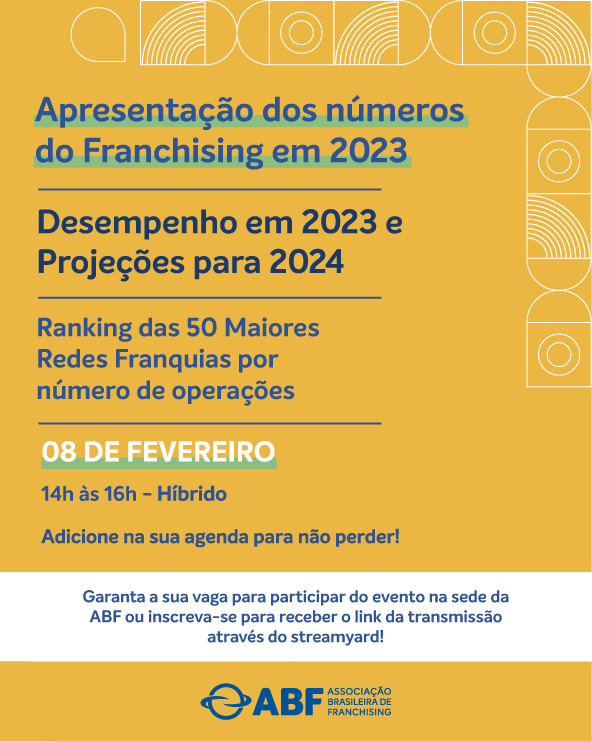 Apresentação dos números
do Franchising em 2023
Desempenho em 2023 e
Projeções para 2024
Ranking das 50 Maiores
Redes Franquias por
número de operações
08 DE FEVEREIRO
14h às 16h - Híbrido
Adicione na sua agenda para não perder!
Garanta a sua vaga para participar do evento na sede da
ABF ou inscreva-se para receber o link da transmissão
através do streamyard!
ABF
ASSOCIAÇÃO
BRASILEIRA DE
FRANCHISING